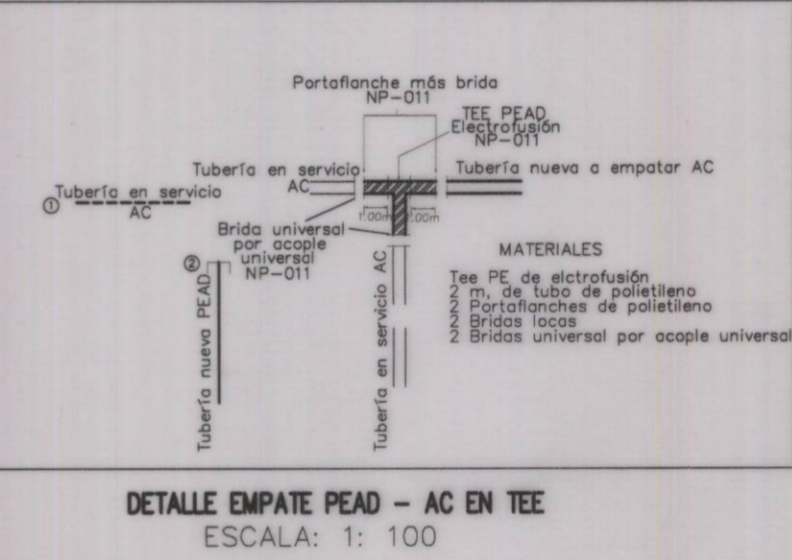 Portaflanche más brida
NP-011
TEE PEAD
Electrofusión
NP-011
Tubería en servicio
AC
Tubería nueva a empatar AC
Tubería en servicio
①
AC
1.00m
1.00m
Brida universal
por acople
universal
NP-011
②
Tubería nueva PEAD
Tubería en servicio AC
MATERIALES
Tee PE de elctrofusión
2 m, de tubo de polietileno
2 Portaflanches de polietileno
2 Bridas locas
2 Bridas universal por acople universal
DETALLE EMPATE PEAD - AC EN TEE
ESCALA: 1: 100